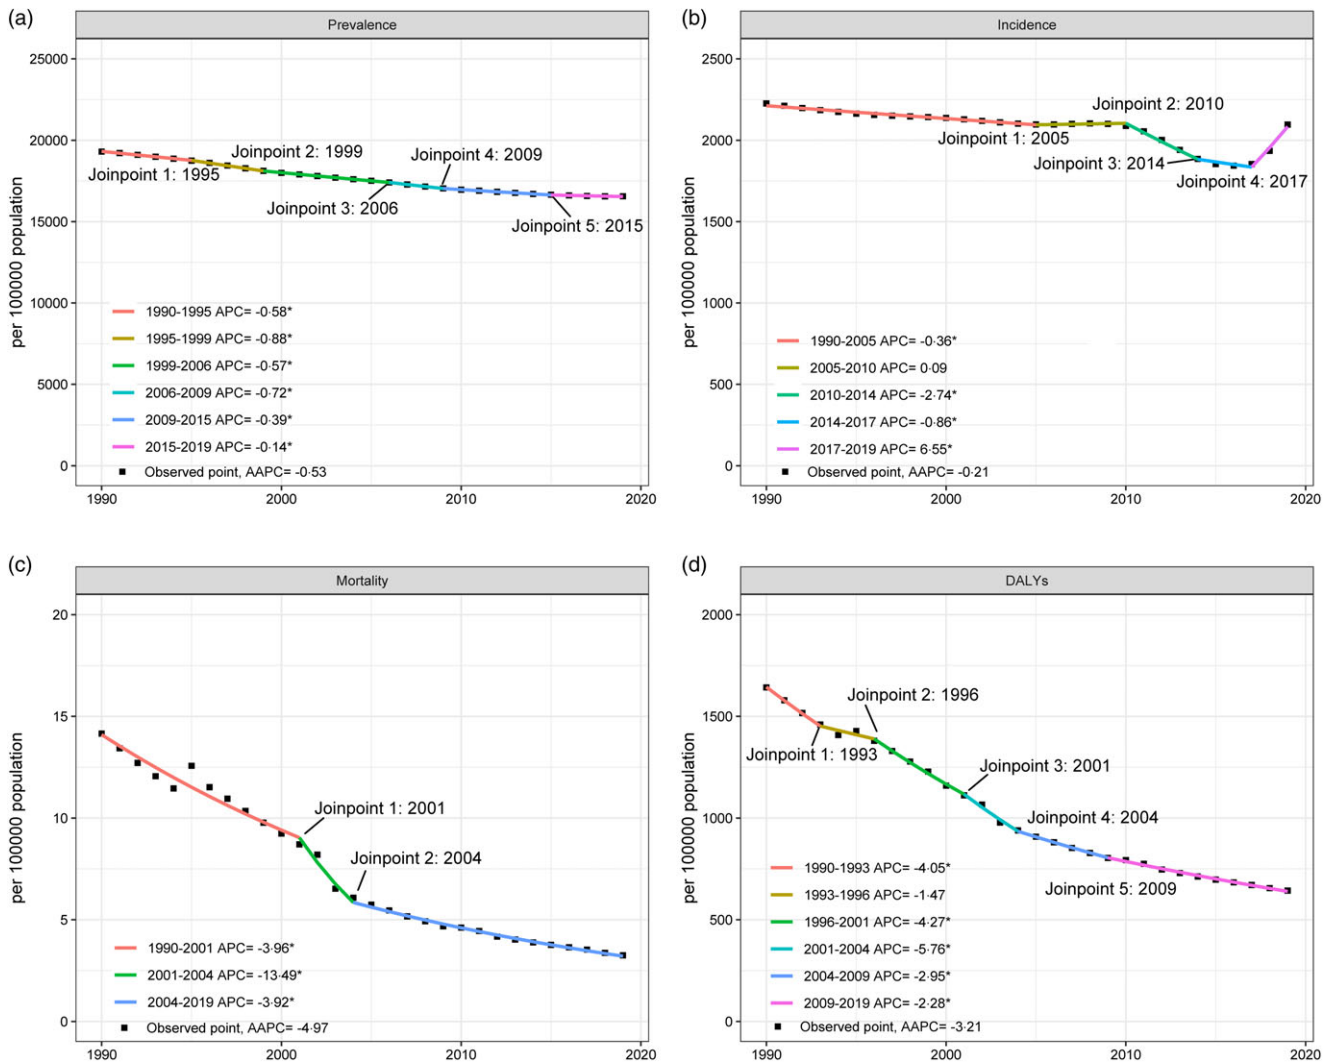 (a)
Prevalence
25000
20000
15000
10000
5000
0
per 100000 population
Joinpoint 1: 1995
Joinpoint 2: 1999
Joinpoint 3: 2006
Joinpoint 4: 2009
Joinpoint 5: 2015
1990-1995 APC= -0·58*
1995-1999 APC= -0·88*
1999-2006 APC= -0·57*
2006-2009 APC= -0·72*
2009-2015 APC= -0·39*
2015-2019 APC= -0·14*
Observed point, AAPC= -0·53
1990
2000
2010
2020
(b)
Incidence
2500
2000
1500
1000
500
0
per 100000 population
Joinpoint 1: 2005
Joinpoint 2: 2010
Joinpoint 3: 2014
Joinpoint 4: 2017
1990-2005 APC= -0·36*
2005-2010 APC= 0·09
2010-2014 APC= -2·74*
2014-2017 APC= -0·86*
2017-2019 APC= 6·55*
Observed point, AAPC= -0·21
1990
2000
2010
2020
(c)
Mortality
20
15
10
5
0
per 100000 population
Joinpoint 1: 2001
Joinpoint 2: 2004
1990-2001 APC= -3·96*
2001-2004 APC= -13·49*
2004-2019 APC= -3·92*
Observed point, AAPC= -4·97
1990
2000
2010
2020
(d)
DALYs
2000
1500
1000
500
0
per 100000 population
Joinpoint 1: 1993
Joinpoint 2: 1996
Joinpoint 3: 2001
Joinpoint 4: 2004
Joinpoint 5: 2009
1990-1993 APC= -4·05*
1993-1996 APC= -1·47
1996-2001 APC= -4·27*
2001-2004 APC= -5·76*
2004-2009 APC= -2·95*
2009-2019 APC= -2·28*
Observed point, AAPC= -3·21
1990
2000
2010
2020